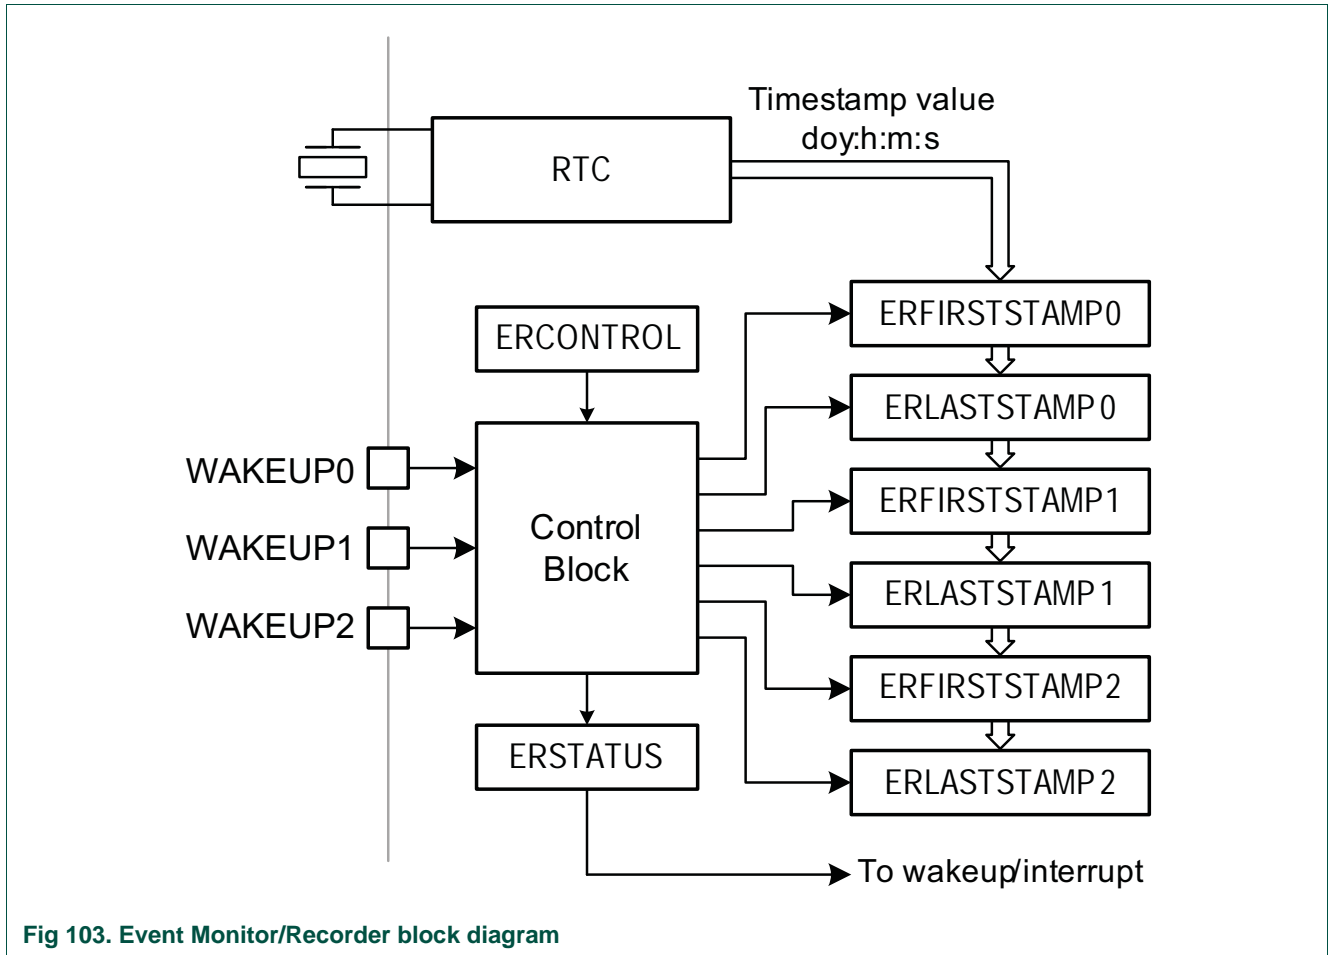 Timestamp value
doy:h:m:s
RTC
ERFIRSTSTAMP0
ERCONTROL
ERLASTSTAMP0
WAKEUP0
ERFIRSTSTAMP1
Control
Block
WAKEUP1
ERLASTSTAMP1
WAKEUP2
ERFIRSTSTAMP2
ERSTATUS
ERLASTSTAMP2
To wakeup/interrupt
Fig 103. Event Monitor/Recorder block diagram